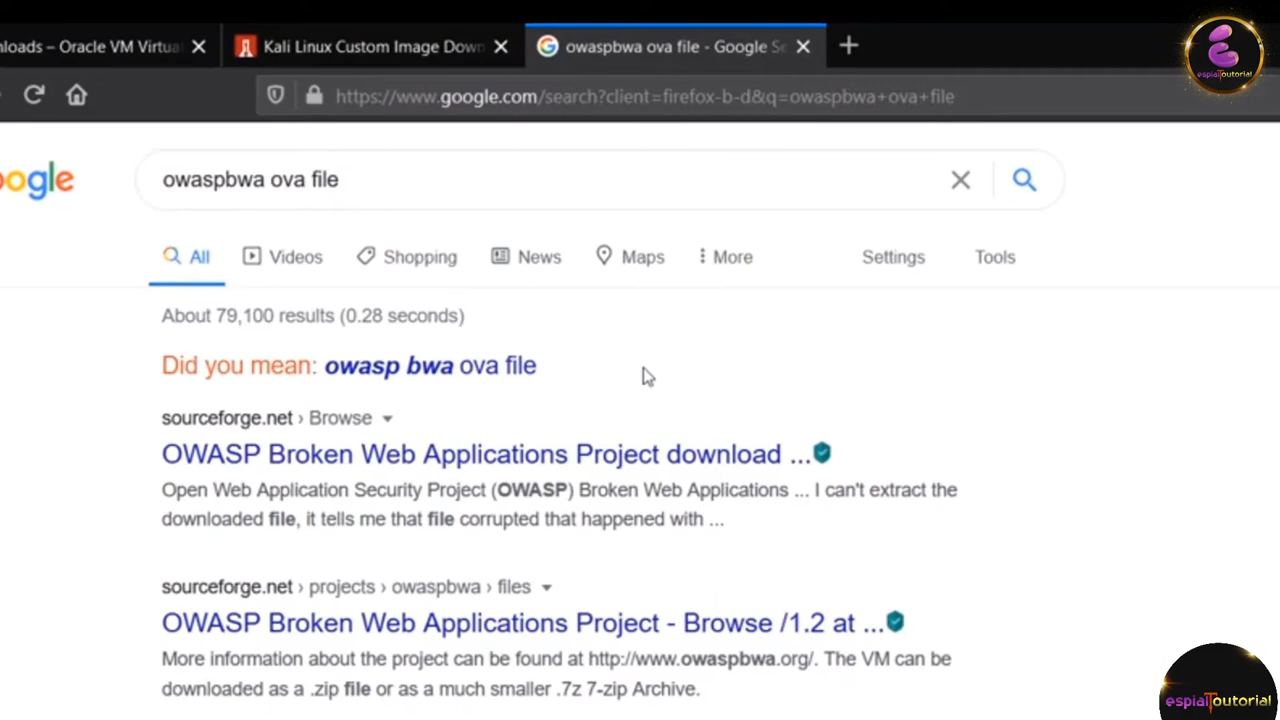 nloads – Oracle VM Virtua
Kali Linux Custom Image Down
owaspbwa ova file - Google Se
espialToutorial
https://www.google.com/search?client=firefox-b-d&q=owaspbwa+ova+file
oogle
owaspbwa ova file
All
Videos
Shopping
News
Maps
More
Settings
Tools
About 79,100 results (0.28 seconds)
Did you mean: owasp bwa ova file
sourceforge.net › Browse
OWASP Broken Web Applications Project download ...
Open Web Application Security Project (OWASP) Broken Web Applications ... I can't extract the
downloaded file, it tells me that file corrupted that happened with ...
sourceforge.net › projects › owaspbwa › files
OWASP Broken Web Applications Project - Browse /1.2 at ...
More information about the project can be found at http://www.owaspbwa.org/. The VM can be
downloaded as a .zip file or as a much smaller .7z 7-zip Archive.
espialToutorial